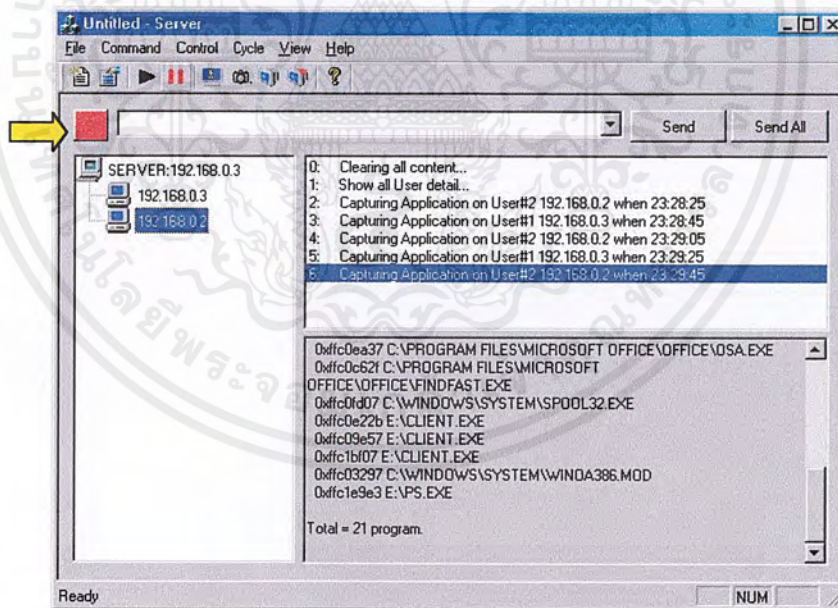 Untitled - Server
File Command Control Cycle View Help
Send Send All
SERVER:192.168.0.3
192.168.0.3
192.168.0.2
0: Clearing all content...
1: Show all User detail...
2: Capturing Application on User#2 192.168.0.2 when 23:28:25
3: Capturing Application on User#1 192.168.0.3 when 23:28:45
4: Capturing Application on User#2 192.168.0.2 when 23:29:05
5: Capturing Application on User#1 192.168.0.3 when 23:29:25
6: Capturing Application on User#2 192.168.0.2 when 23:29:45
0xffc0ea37 C:\PROGRAM FILES\MICROSOFT OFFICE\OFFICE\OSA.EXE
0xffc0c62f C:\PROGRAM FILES\MICROSOFT
OFFICE\OFFICE\FINDFAST.EXE
0xffc0fd07 C:\WINDOWS\SYSTEM\SPOOL32.EXE
0xffc0e22b E:\CLIENT.EXE
0xffc09e57 E:\CLIENT.EXE
0xffc1bf07 E:\CLIENT.EXE
0xffc03297 C:\WINDOWS\SYSTEM\WINOA386.MOD
0xffc1e9e3 E:\PS.EXE
Total = 21 program.
Ready NUM